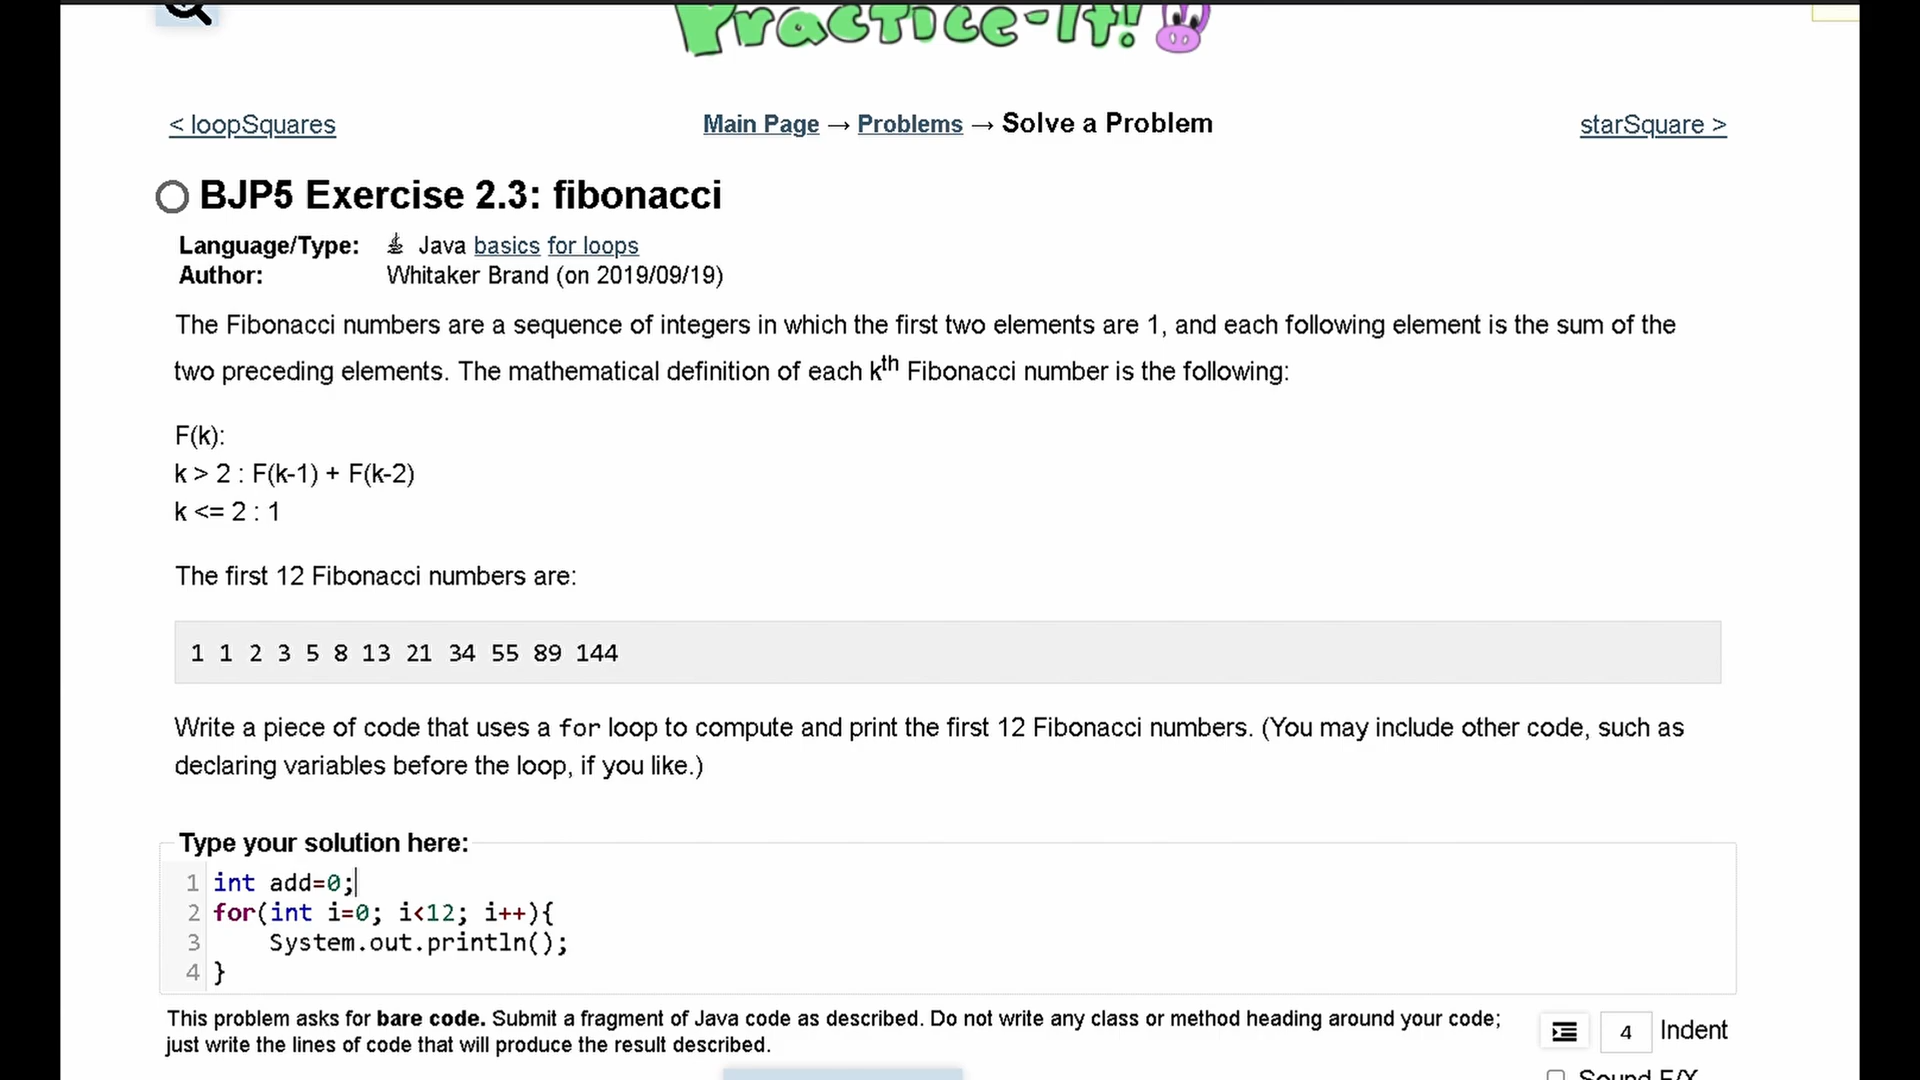 Practice-It!
< loopSquares
Main Page → Problems → Solve a Problem
starSquare >
BJP5 Exercise 2.3: fibonacci
Language/Type: Java basics for loops
Author: Whitaker Brand (on 2019/09/19)
The Fibonacci numbers are a sequence of integers in which the first two elements are 1, and each following element is the sum of the
two preceding elements. The mathematical definition of each kth Fibonacci number is the following:
F(k):
k > 2 : F(k-1) + F(k-2)
k <= 2 : 1
The first 12 Fibonacci numbers are:
1 1 2 3 5 8 13 21 34 55 89 144
Write a piece of code that uses a for loop to compute and print the first 12 Fibonacci numbers. (You may include other code, such as
declaring variables before the loop, if you like.)
Type your solution here:
1 int add=0;
2 for(int i=0; i<12; i++){
3     System.out.println();
4 }
This problem asks for bare code. Submit a fragment of Java code as described. Do not write any class or method heading around your code;
just write the lines of code that will produce the result described.
4 Indent
Sound F/X